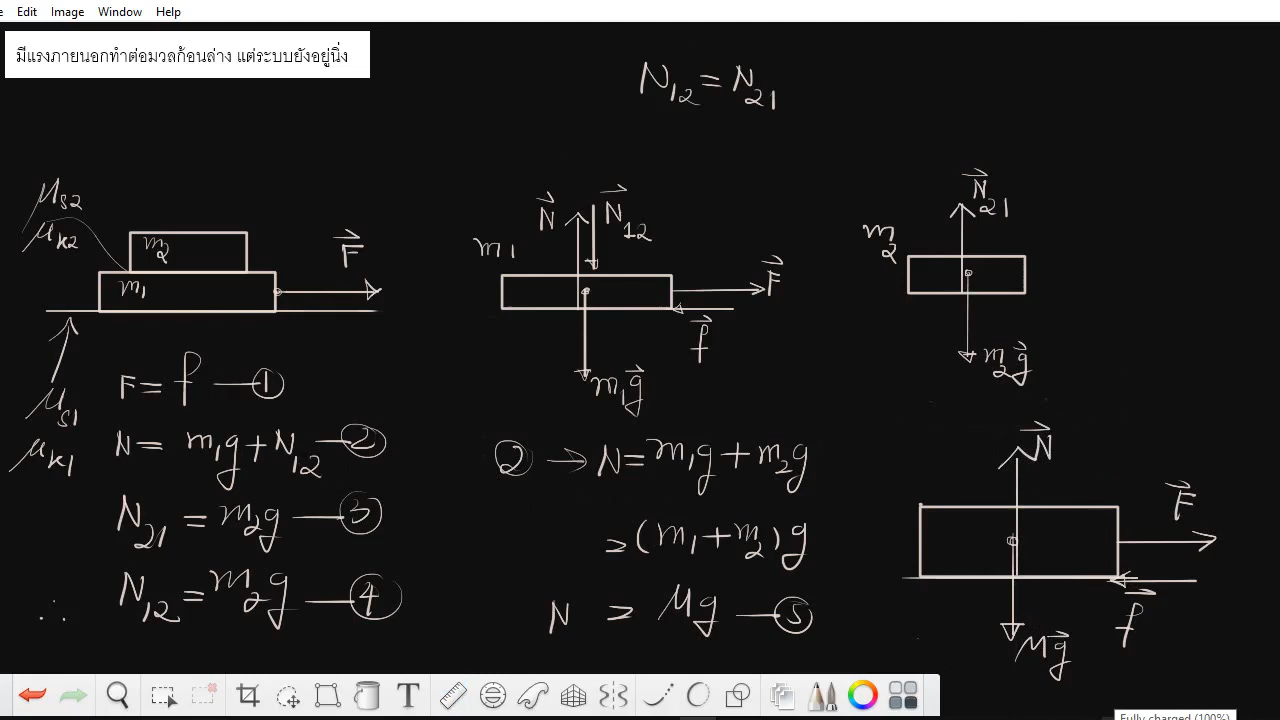 Edit Image Window Help
มีแรงภายนอกทำต่อมวลก้อนล่าง แต่ระบบยังอยู่นิ่ง
N₁₂ = N₂₁
μs2
μk2
m₂
m₁
F⃗
μs1
μk1
F = f — ①
N = m₁g + N₁₂ — ②
N₂₁ = m₂g — ③
∴ N₁₂ = m₂g — ④
m₁
N⃗
N⃗₁₂
F⃗
f⃗
m₁g⃗
m₂
N⃗₂₁
m₂g⃗
② → N = m₁g + m₂g
= (m₁ + m₂)g
N = Mg — ⑤
N⃗
F⃗
f⃗
Mg⃗
T
Fully charged (100%)